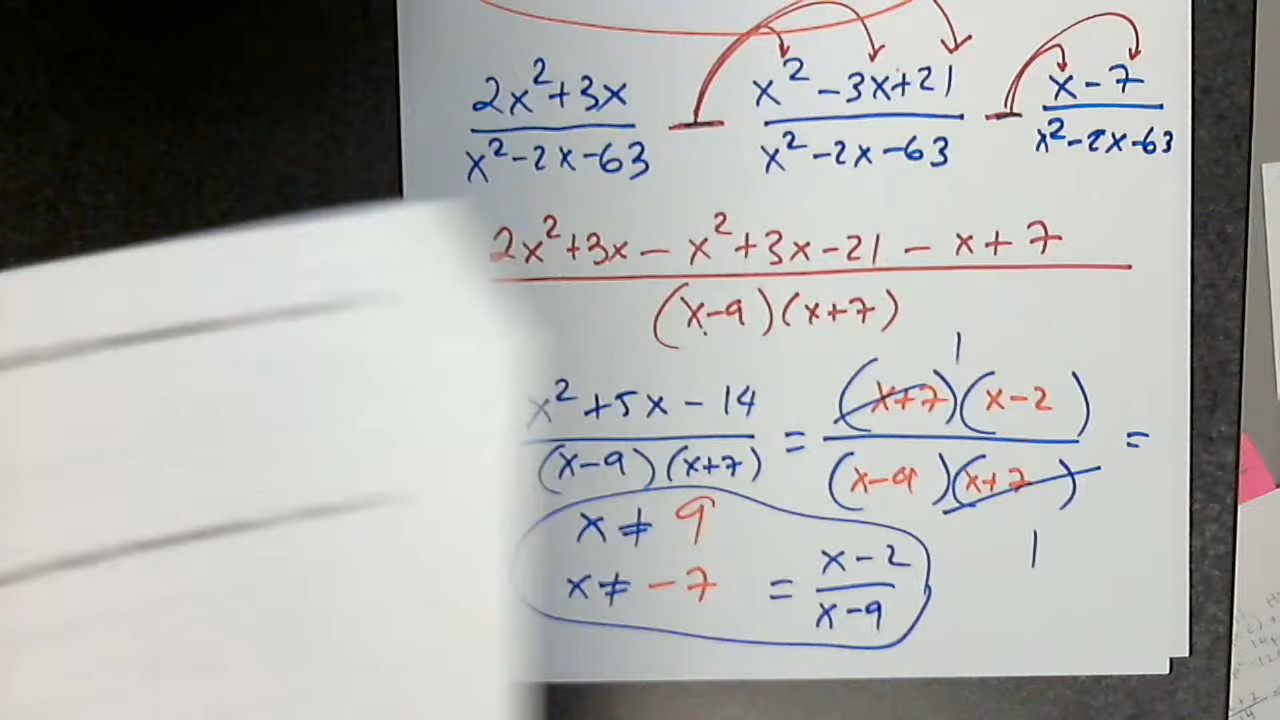 2x²+3x / x²-2x-63 — x²-3x+21 / x²-2x-63 — x-7 / x²-2x-63
2x²+3x - x²+3x-21 - x+7 / (x-9)(x+7)
x²+5x-14 / (x-9)(x+7) = (x+7)(x-2) / (x-9)(x+7) =
1
1
x≠9
x≠-7 = x-2 / x-9